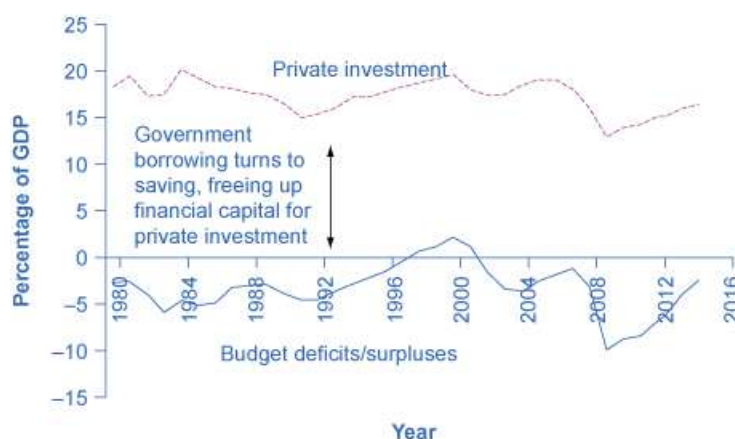 25
20
15
10
5
0
–5
–10
–15
Percentage of GDP
Private investment
Government
borrowing turns to
saving, freeing up
financial capital for
private investment
1980
1984
1988
1992
1996
2000
2004
2008
2012
2016
Budget deficits/surpluses
Year